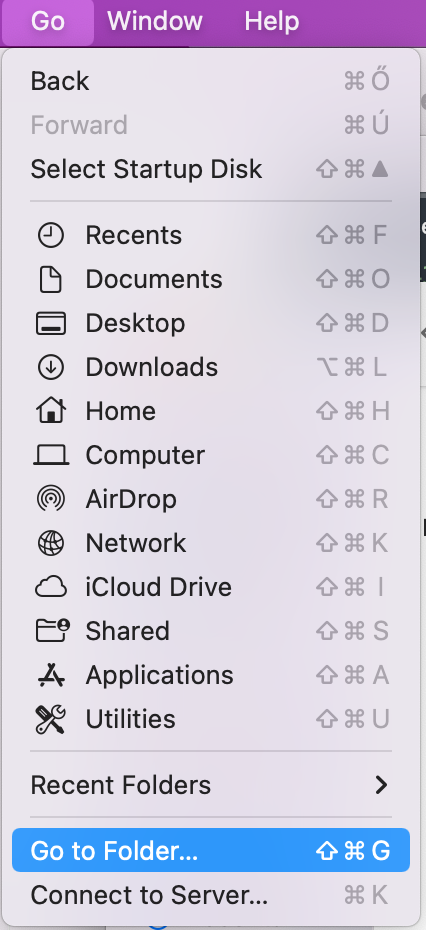 Go Window Help
Back ⌘ Ő
Forward ⌘ Ú
Select Startup Disk ⇧ ⌘ ▲
Recents ⇧ ⌘ F
Documents ⇧ ⌘ O
Desktop ⇧ ⌘ D
Downloads ⌥ ⌘ L
Home ⇧ ⌘ H
Computer ⇧ ⌘ C
AirDrop ⇧ ⌘ R
Network ⇧ ⌘ K
iCloud Drive ⇧ ⌘ I
Shared ⇧ ⌘ S
Applications ⇧ ⌘ A
Utilities ⇧ ⌘ U
Recent Folders
Go to Folder... ⇧ ⌘ G
Connect to Server... ⌘ K